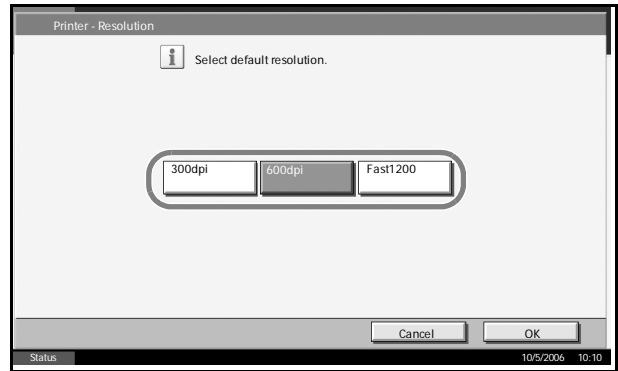 Printer - Resolution
Select default resolution.
300dpi
600dpi
Fast1200
Cancel
OK
Status
10/5/2006 10:10